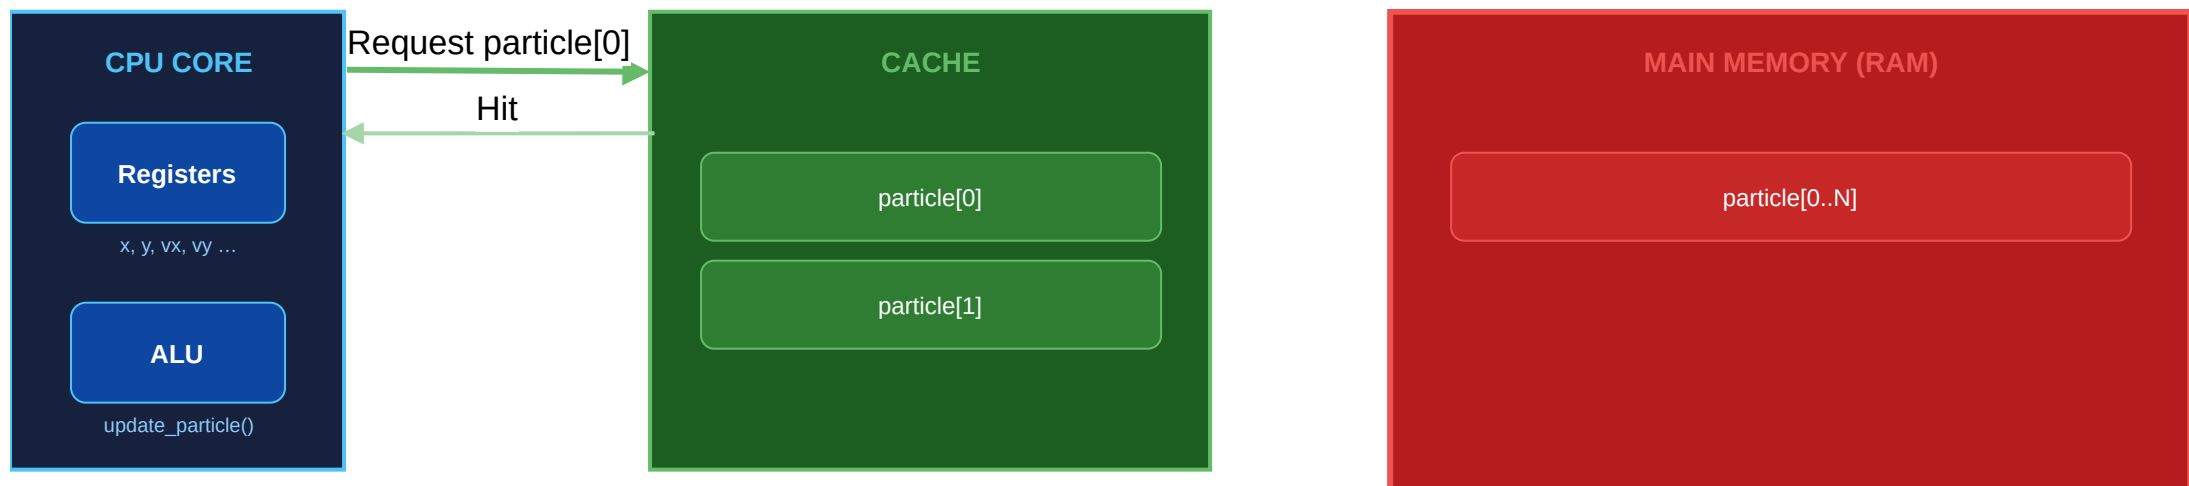 CPU CORE
Registers
x, y, vx, vy …
ALU
update_particle()
Request particle[0]
Hit
CACHE
particle[0]
particle[1]
MAIN MEMORY (RAM)
particle[0..N]